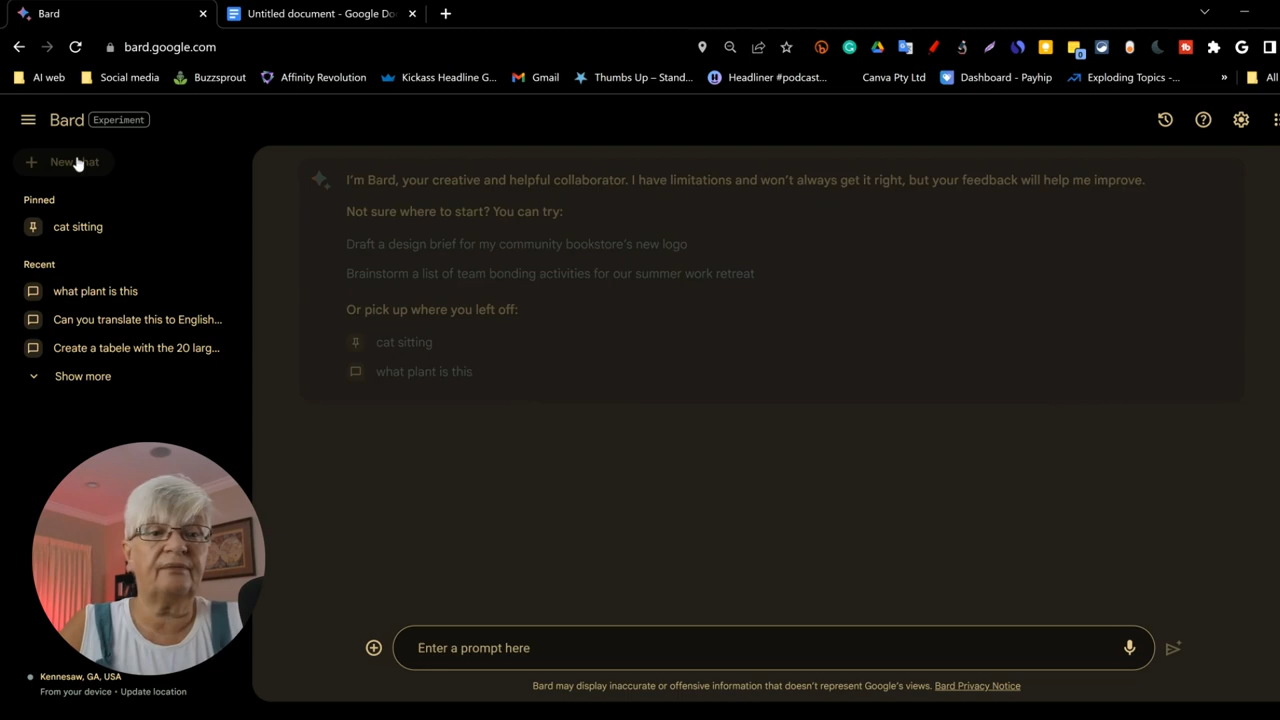 Bard
Untitled document - Google Do
bard.google.com
AI web
Social media
Buzzsprout
Affinity Revolution
Kickass Headline G...
Gmail
Thumbs Up – Stand...
Headliner #podcast...
Canva Pty Ltd
Dashboard - Payhip
Exploding Topics -...
»
All
Bard Experiment
New chat
Pinned
cat sitting
Recent
what plant is this
Can you translate this to English...
Create a tabele with the 20 larg...
Show more
I'm Bard, your creative and helpful collaborator. I have limitations and won't always get it right, but your feedback will help me improve.
Not sure where to start? You can try:
Draft a design brief for my community bookstore's new logo
Brainstorm a list of team bonding activities for our summer work retreat
Or pick up where you left off:
cat sitting
what plant is this
Enter a prompt here
Bard may display inaccurate or offensive information that doesn't represent Google's views. Bard Privacy Notice
Kennesaw, GA, USA
From your device • Update location